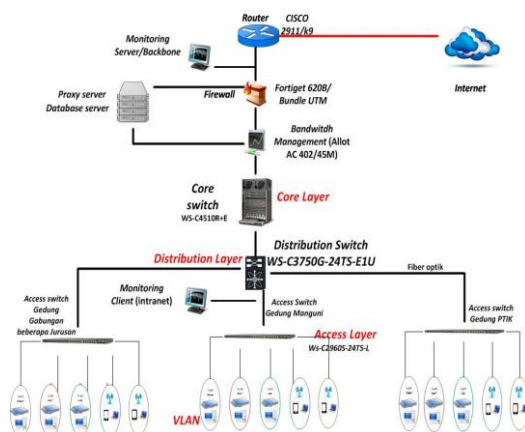 Router
CISCO
2911/k9
Monitoring
Server/Backbone
Internet
Proxy server
Database server
Firewall
Fortiget 620B/
Bundle UTM
Bandwitdh
Management (Allot
AC 402/45M)
Core
switch
WS-C4510R+E
Core Layer
Distribution Layer
Distribution Switch
WS-C3750G-24TS-E1U
Fiber optik
Monitoring
Client (intranet)
Access switch
Gedung
Gabungan
beberapa Jurusan
Access Switch
Gedung Manguni
Access switch
Gedung PTIK
Access Layer
Ws-C2960S-24TS-L
VLAN